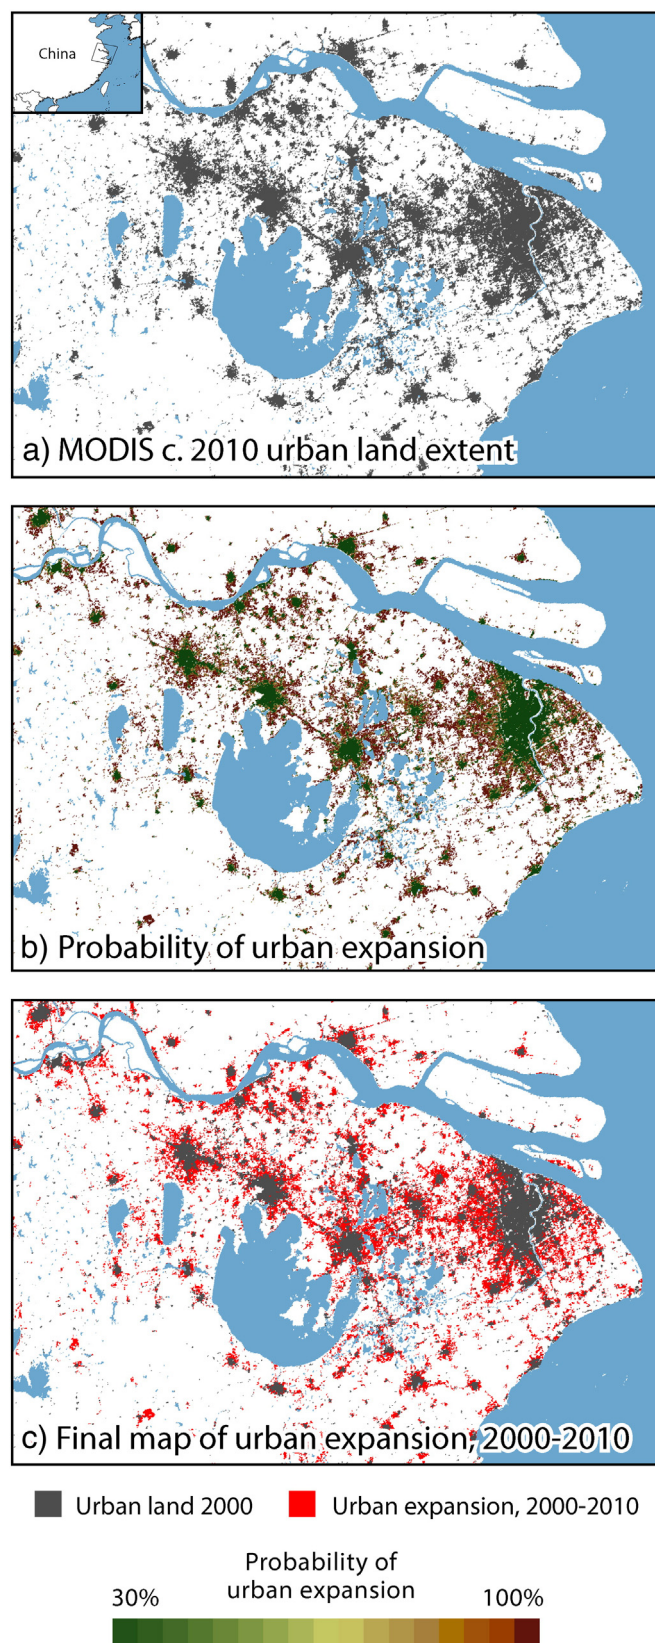 China
a) MODIS c. 2010 urban land extent
b) Probability of urban expansion
c) Final map of urban expansion, 2000-2010
Urban land 2000
Urban expansion, 2000-2010
Probability of
urban expansion
30%
100%